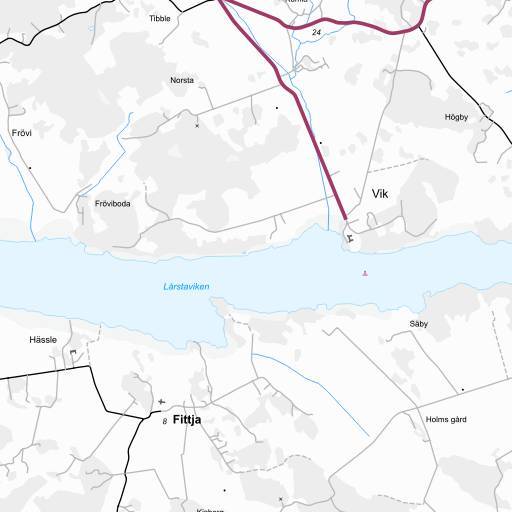 Tibble
24
Norsta
Högby
Frövi
Vik
Fröviboda
Lårstaviken
Säby
Hässle
8
Fittja
Holms gård